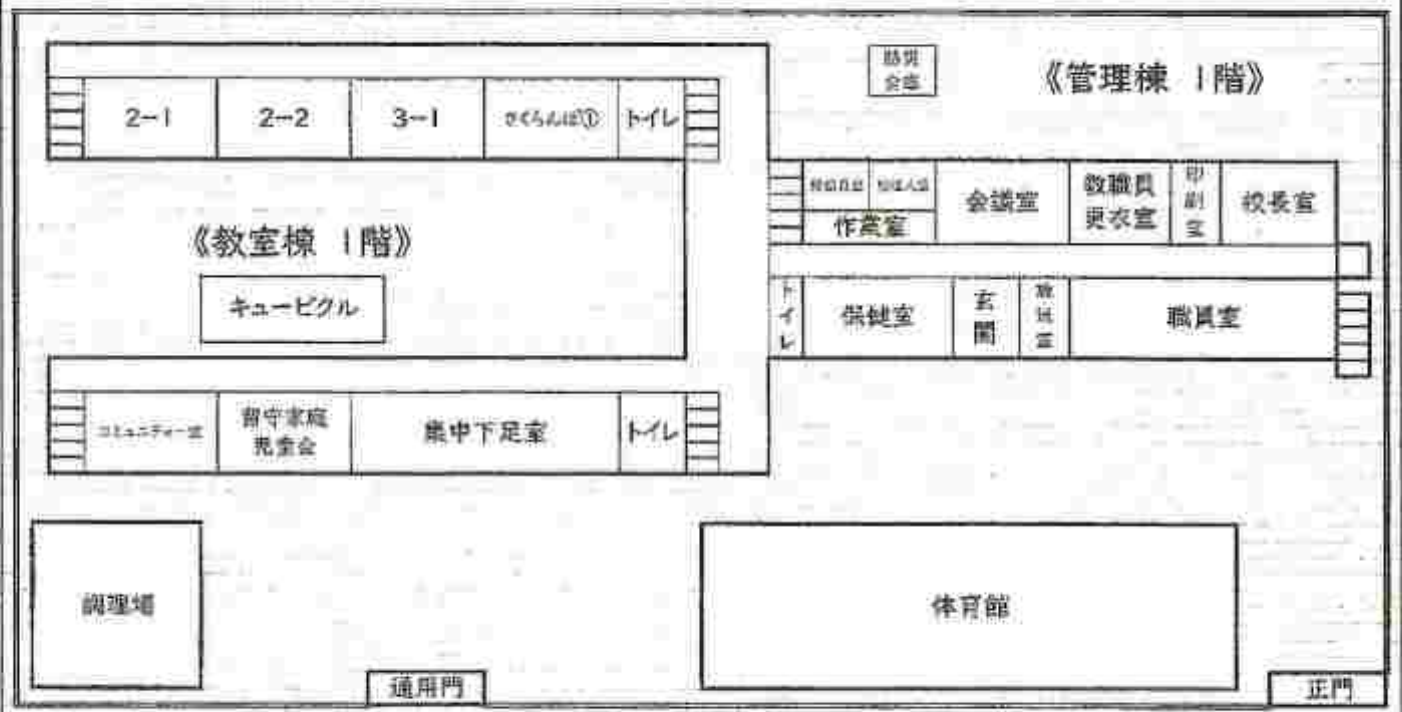 防災
倉庫
《管理棟 1階》
2-1
2-2
3-1
さくらんぼ①
トイレ
会議室
教職員
更衣室
印刷室
校長室
作業室
《教室棟 1階》
キュービクル
トイレ
保健室
玄関
放送室
職員室
コミュニティー室
留守家庭
児童会
集中下足室
トイレ
調理場
体育館
通用門
正門